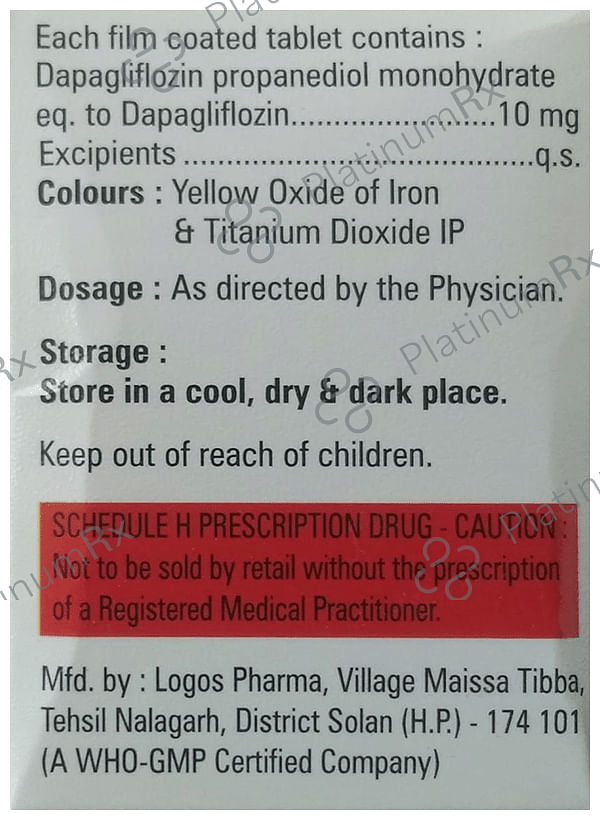 Each film coated tablet contains :
Dapagliflozin propanediol monohydrate
eq. to Dapagliflozin........................10 mg
Excipients .........................................q.s.
Colours : Yellow Oxide of Iron
& Titanium Dioxide IP
Dosage : As directed by the Physician.
Storage :
Store in a cool, dry & dark place.
Keep out of reach of children.
SCHEDULE H PRESCRIPTION DRUG - CAUTION :
Not to be sold by retail without the prescription
of a Registered Medical Practitioner.
Mfd. by : Logos Pharma, Village Maissa Tibba,
Tehsil Nalagarh, District Solan (H.P.) - 174 101
(A WHO-GMP Certified Company)
PlatinumRx
PlatinumRx
PlatinumRx